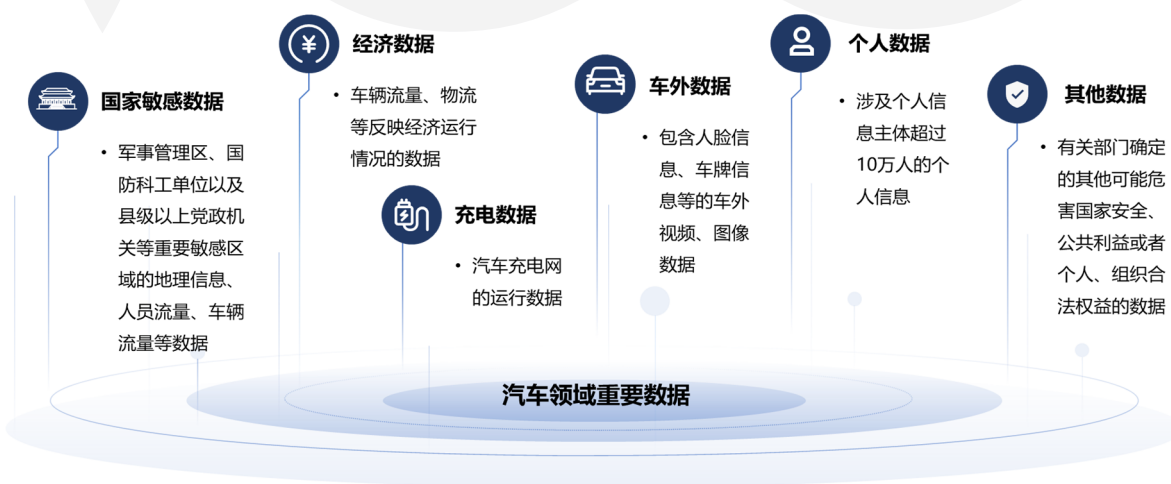 国家敏感数据
• 军事管理区、国
防科工单位以及
县级以上党政机
关等重要敏感区
域的地理信息、
人员流量、车辆
流量等数据
¥
经济数据
• 车辆流量、物流
等反映经济运行
情况的数据
充电数据
• 汽车充电网
的运行数据
车外数据
• 包含人脸信
息、车牌信
息等的车外
视频、图像
数据
个人数据
• 涉及个人信
息主体超过
10万人的个
人信息
其他数据
• 有关部门确定
的其他可能危
害国家安全、
公共利益或者
个人、组织合
法权益的数据
汽车领域重要数据